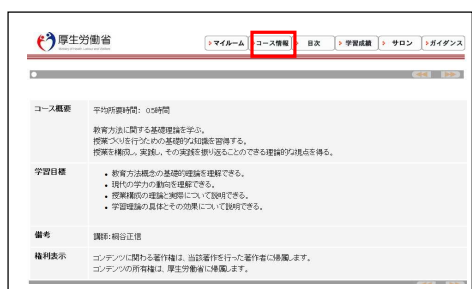 厚生労働省
Ministry of Health, Labour and Welfare
マイルーム コース情報 目次 学習成績 サロン ガイダンス
コース概要
平均所要時間: 0.5時間
教育方法に関する基礎理論を学ぶ。
授業づくりを行うための基礎的な知識を習得する。
授業を構成し、実践し、その実践を振り返ることのできる理論的な視点を得る。
学習目標
• 教育方法概念の基礎的理論を理解できる。
• 現代の学力の動向を理解できる。
• 授業構成の理論と実際について説明できる。
• 学習理論の具体とその効果について説明できる。
備考
講師:細谷正信
権利表示
コンテンツに関わる著作権は、当該著作を行った著作者に帰属します。
コンテンツの所有権は、厚生労働省に帰属します。